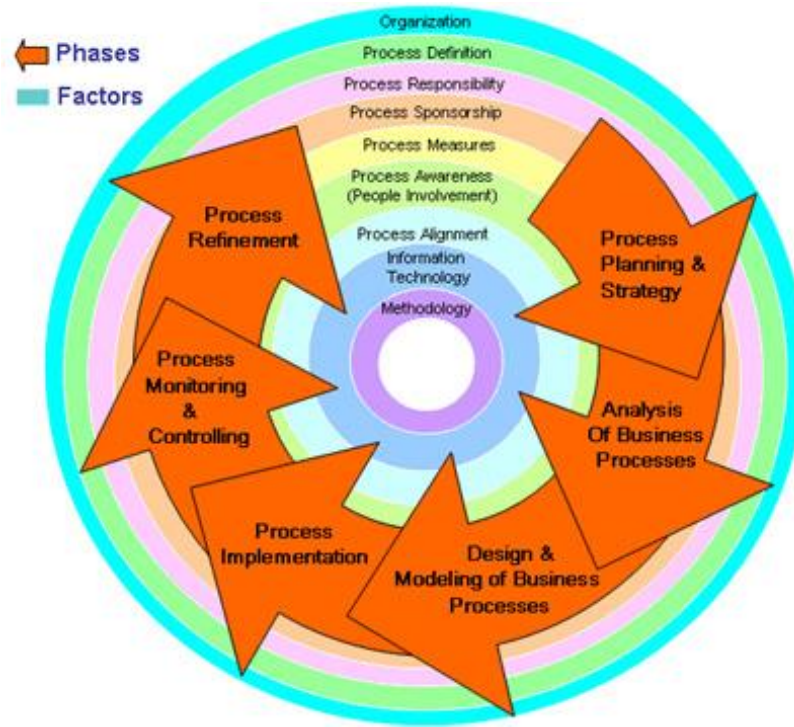 Phases
Factors
Organization
Process Definition
Process Responsibility
Process Sponsorship
Process Measures
Process Awareness
(People Involvement)
Process Alignment
Information
Technology
Methodology
Process
Planning &
Strategy
Analysis
Of Business
Processes
Design &
Modeling of Business
Processes
Process
Implementation
Process
Monitoring
&
Controlling
Process
Refinement